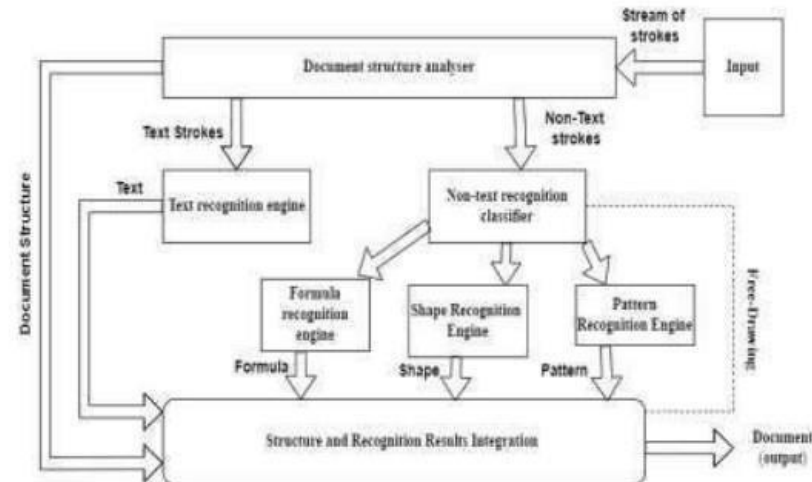 Stream of
strokes
Document structure analyser
Input
Text Strokes
Non-Text
strokes
Text
Text recognition engine
Non-text recognition
classifier
Document Structure
Free-Drawing
Formula
recognition
engine
Shape Recognition
Engine
Pattern
Recognition Engine
Formula
Shape
Pattern
Structure and Recognition Results Integration
Document
(output)